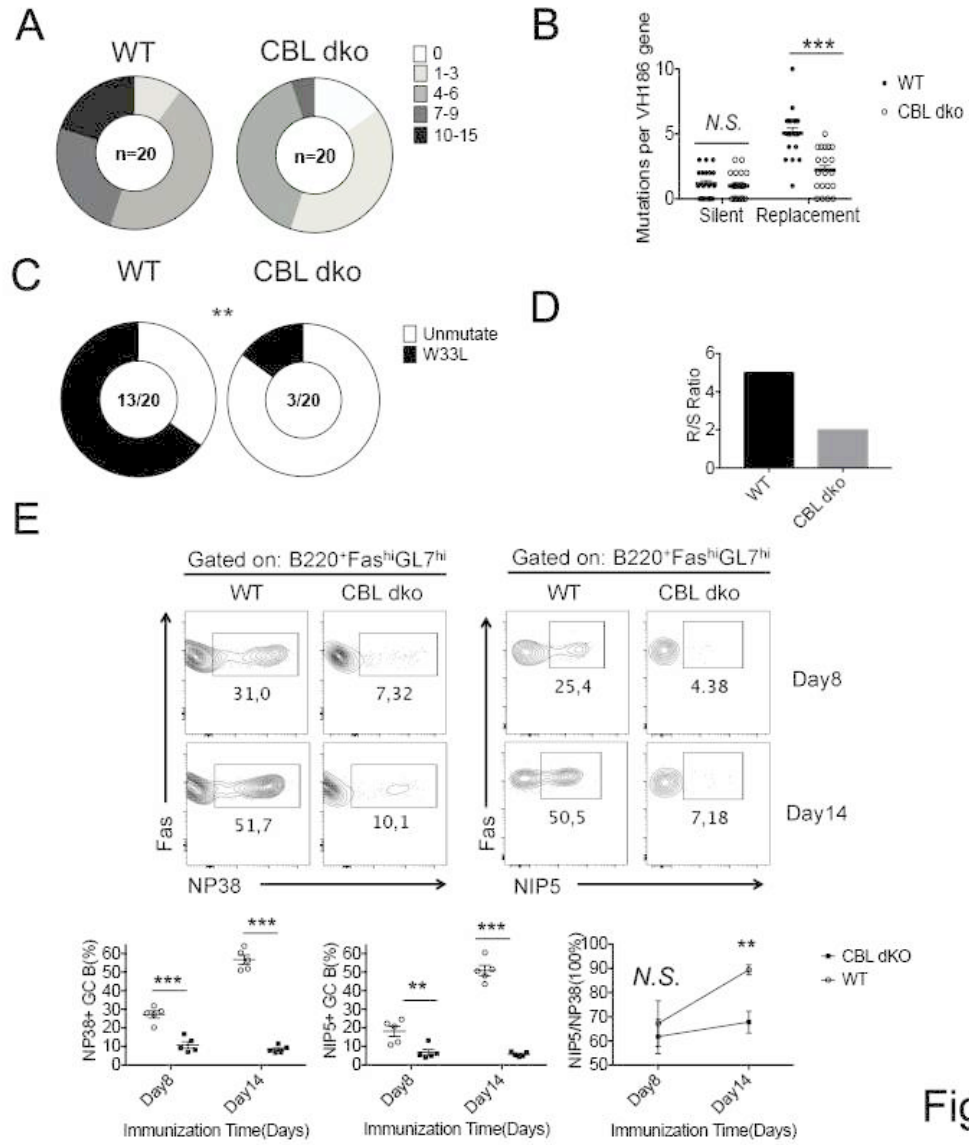 A
WT
CBL dko
n=20
n=20
0
1-3
4-6
7-9
10-15
B
Mutations per VH186 gene
10
5
0
N.S.
***
Silent
Replacement
WT
CBL dko
C
WT
CBL dko
**
13/20
3/20
Unmutate
W33L
D
R/S Ratio
6
4
2
0
WT
CBL dko
E
Gated on: B220⁺FasʰⁱGL7ʰⁱ
WT
CBL dko
31,0
7,32
51,7
10,1
Fas
NP38
Gated on: B220⁺FasʰⁱGL7ʰⁱ
WT
CBL dko
25,4
4.38
Day8
50,5
7,18
Day14
Fas
NIP5
NP38+ GC B(%)
60
50
40
30
20
10
0
***
***
Day8
Day14
Immunization Time(Days)
NIP5+ GC B(%)
60
50
40
30
20
10
0
**
***
Day8
Day14
Immunization Time(Days)
NIP5/NP38(100%)
100
90
80
70
60
50
N.S.
**
Day8
Day14
Immunization Time(Days)
CBL dKO
WT
Fig